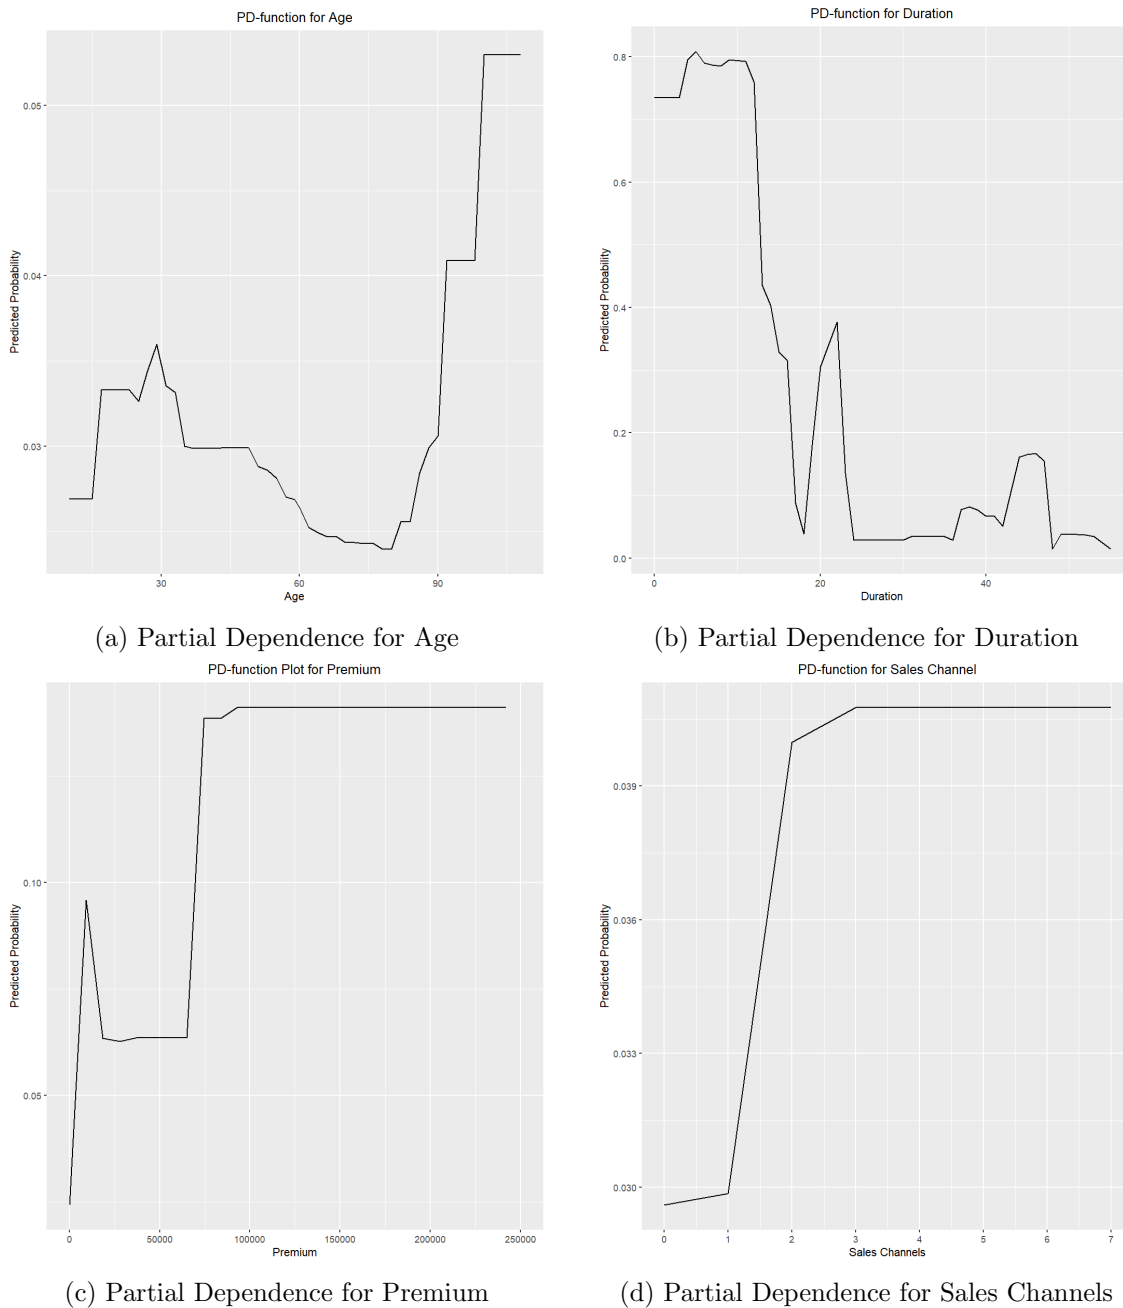 PD-function for Age
Predicted Probability
0.05
0.04
0.03
30
60
90
Age
(a) Partial Dependence for Age
PD-function for Duration
Predicted Probability
0.8
0.6
0.4
0.2
0.0
0
20
40
Duration
(b) Partial Dependence for Duration
PD-function Plot for Premium
Predicted Probability
0.10
0.05
0
50000
100000
150000
200000
250000
Premium
(c) Partial Dependence for Premium
PD-function for Sales Channel
Predicted Probability
0.039
0.036
0.033
0.030
0
1
2
3
4
5
6
7
Sales Channels
(d) Partial Dependence for Sales Channels